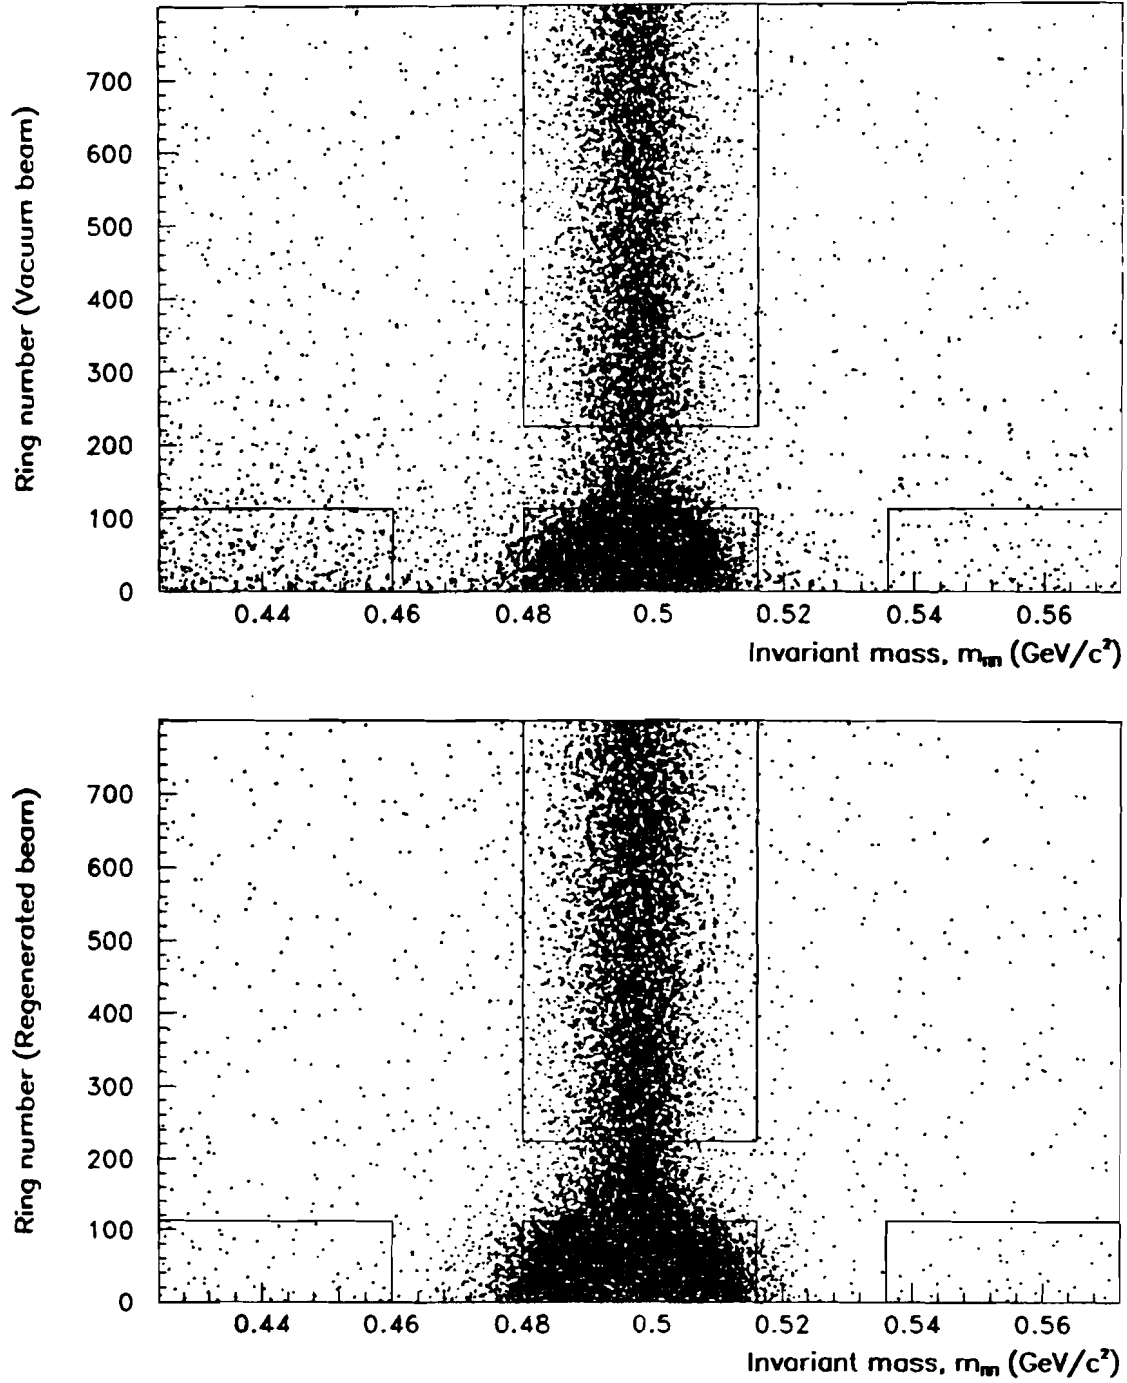 Ring number (Vacuum beam)
700
600
500
400
300
200
100
0
0.44 0.46 0.48 0.5 0.52 0.54 0.56
Invariant mass, mππ (GeV/c²)
Ring number (Regenerated beam)
700
600
500
400
300
200
100
0
0.44 0.46 0.48 0.5 0.52 0.54 0.56
Invariant mass, mππ (GeV/c²)